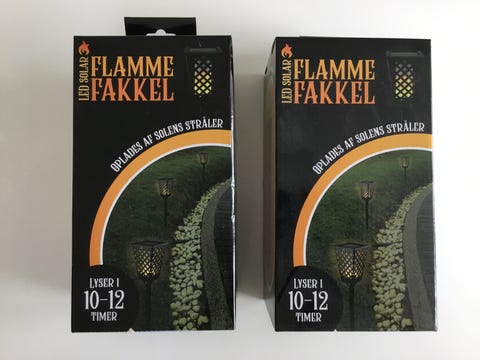 LED SOLAR
FLAMME
FAKKEL
OPLADES AF SOLENS STRÅLER
LYSER I
10-12
TIMER
LED SOLAR
FLAMME
FAKKEL
OPLADES AF SOLENS STRÅLER
LYSER I
10-12
TIMER